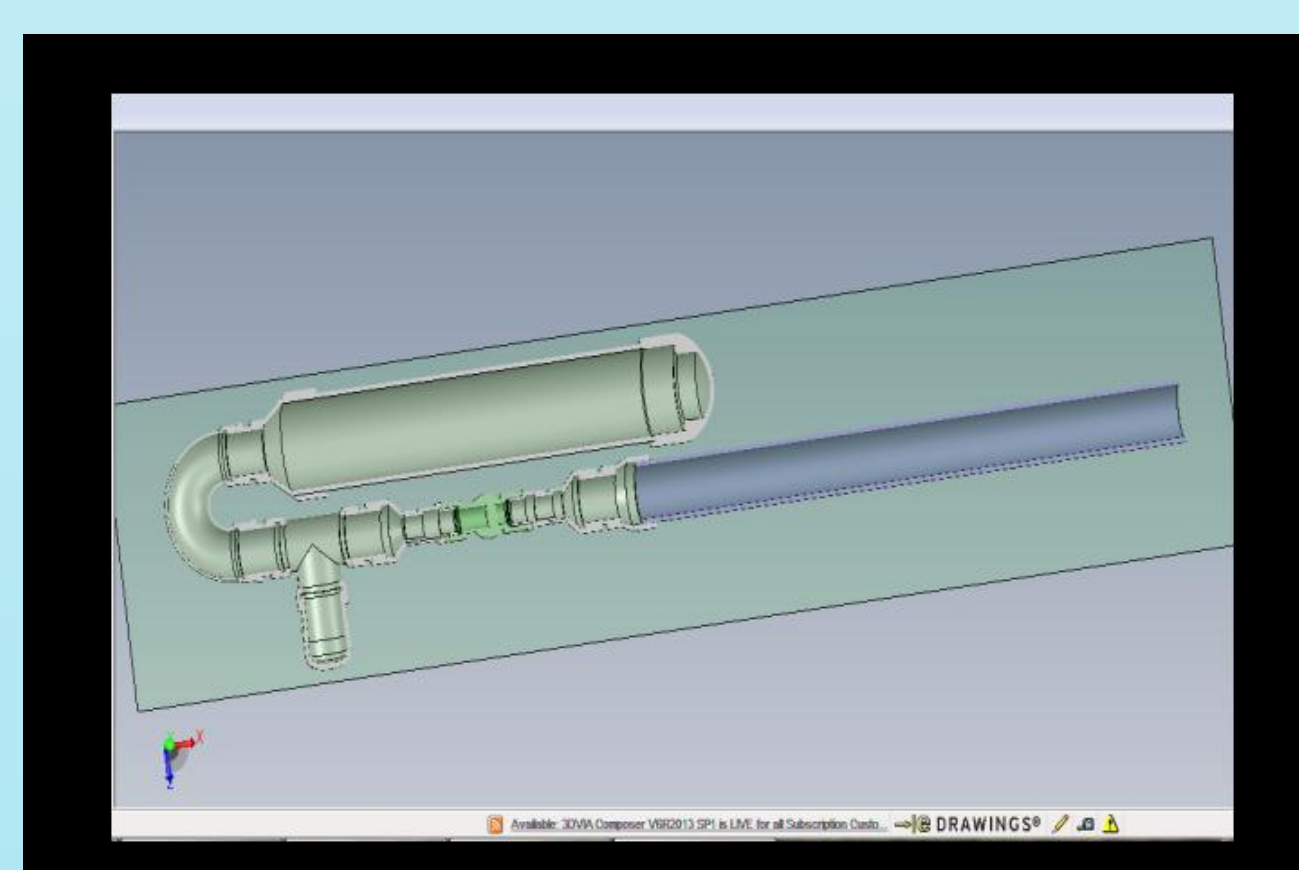 X
Z
Available: 3DVIA Composer V6R2013 SP1 is LIVE for all Subscription Custo...
e DRAWINGS®